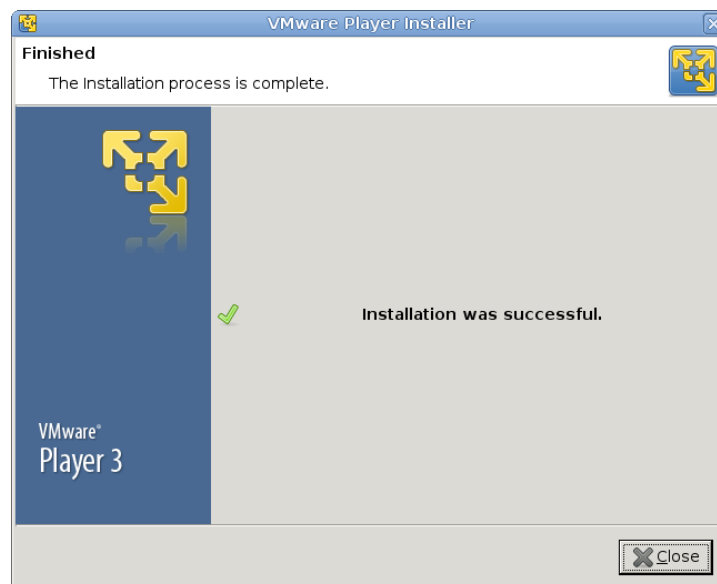 VMware Player Installer
Finished
The Installation process is complete.
Installation was successful.
VMware®
Player 3
Close